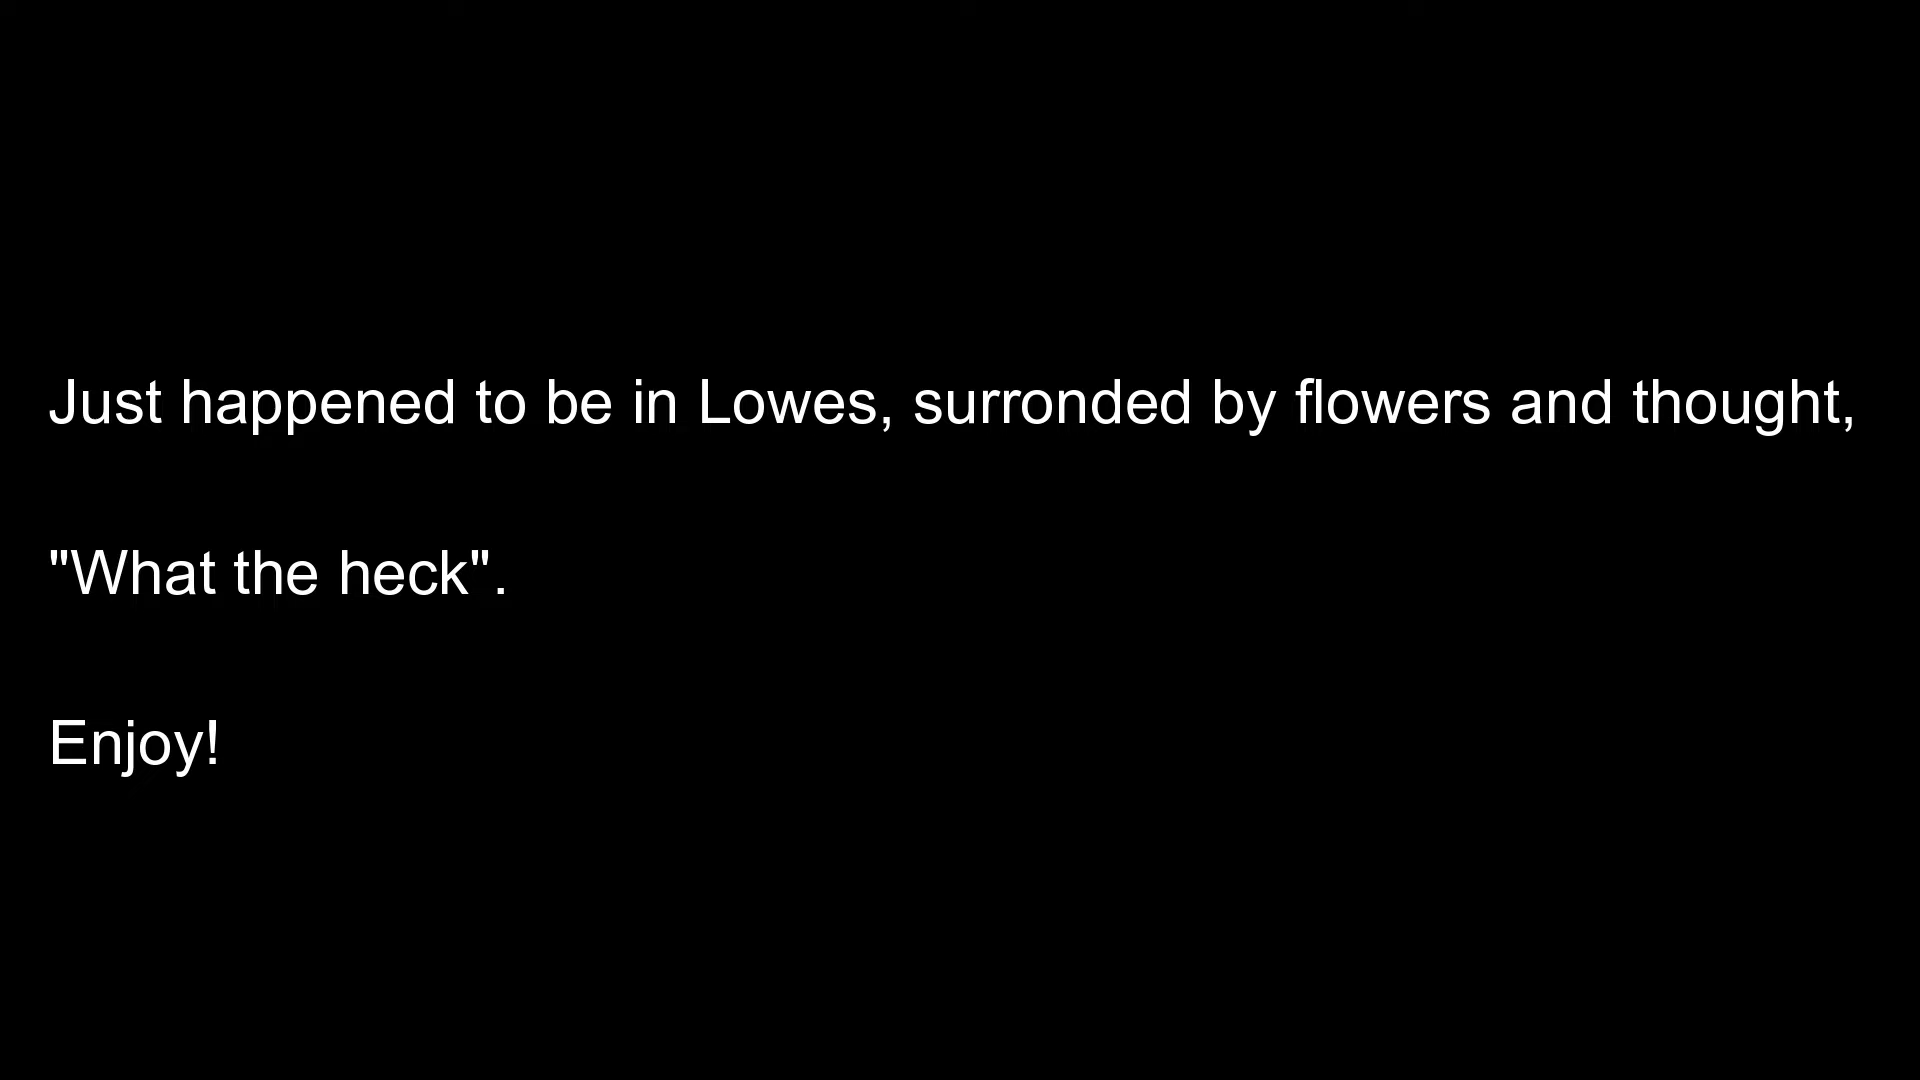 Just happened to be in Lowes, surronded by flowers and thought,
"What the heck".
Enjoy!